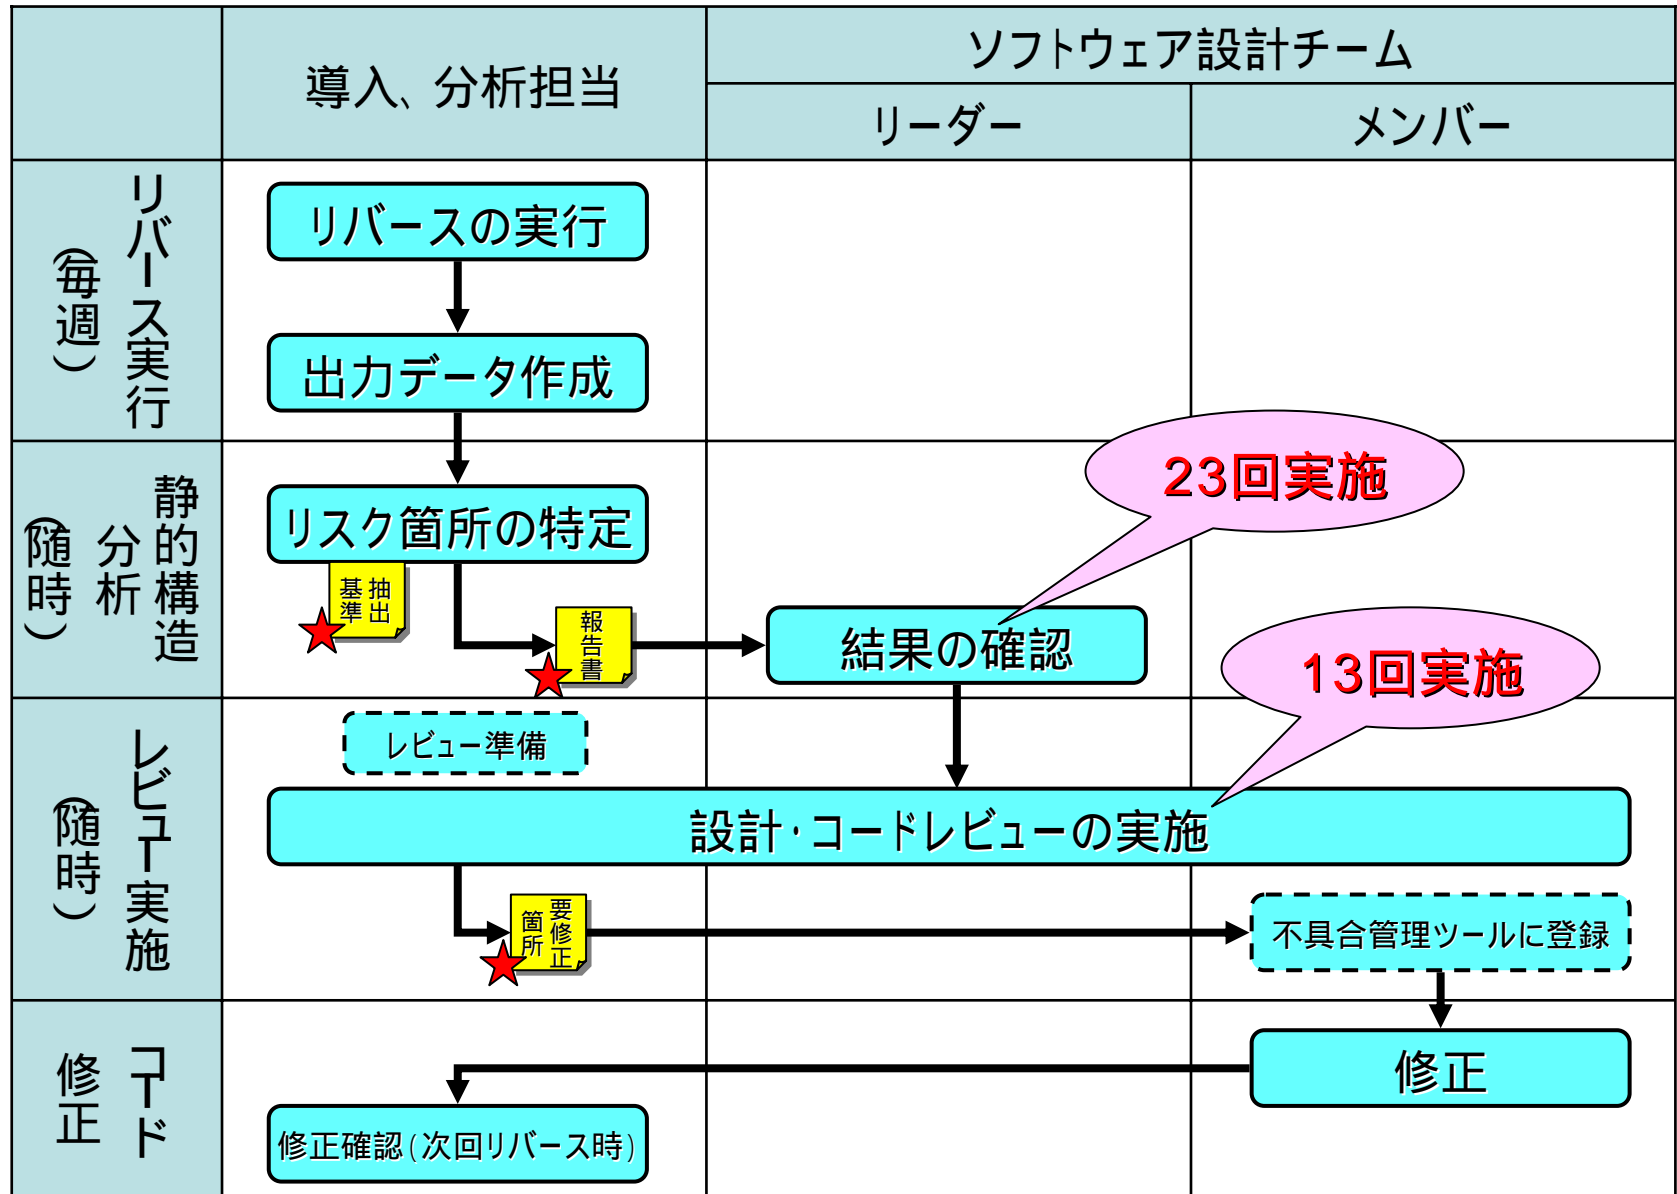 導入、分析担当
ソフトウェア設計チーム
リーダー
メンバー
リバース実行
(毎週)
リバースの実行
出力データ作成
静的構造
分析
(随時)
リスク箇所の特定
抽出
基準
報告書
結果の確認
23回実施
レビュー実施
(随時)
レビュー準備
13回実施
設計・コードレビューの実施
要修正
箇所
不具合管理ツールに登録
コード
修正
修正
修正確認(次回リバース時)